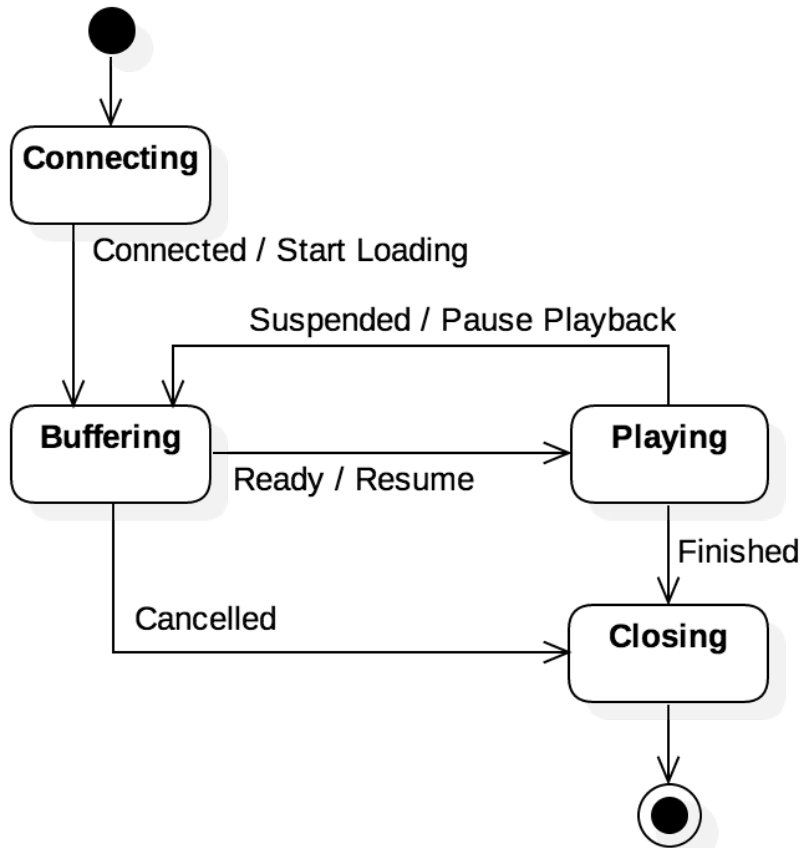 Connecting
Connected / Start Loading
Suspended / Pause Playback
Buffering
Playing
Ready / Resume
Finished
Cancelled
Closing